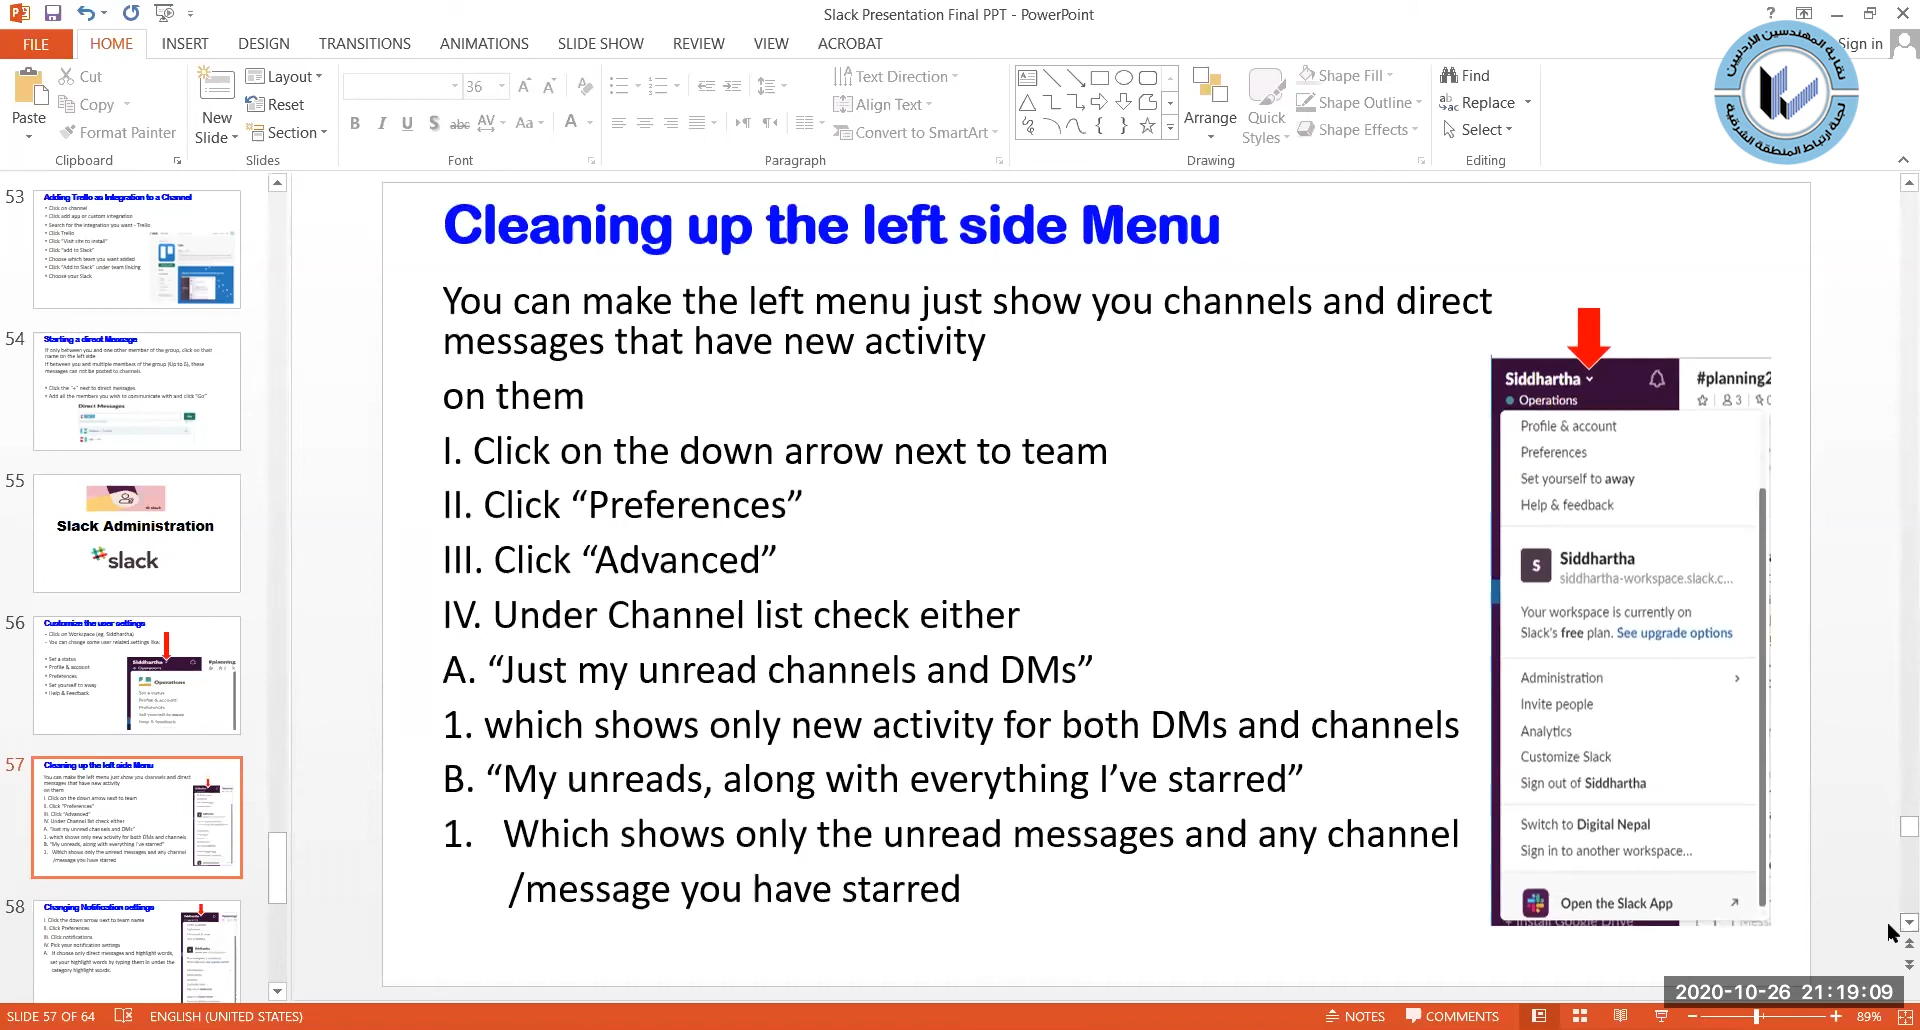 Slack Presentation Final PPT - PowerPoint
?
Sign in
FILE
HOME
INSERT
DESIGN
TRANSITIONS
ANIMATIONS
SLIDE SHOW
REVIEW
VIEW
ACROBAT
Paste
Cut
Copy
Format Painter
Clipboard
New
Slide
Layout
Reset
Section
Slides
36
Font
Text Direction
Align Text
Convert to SmartArt
Paragraph
Arrange
Quick
Styles
Shape Fill
Shape Outline
Shape Effects
Drawing
Find
Replace
Select
Editing
نقابة المهندسين الأردنيين
لجنة ارتباط المنطقة الشرقية
53
Adding Trello as Integration to a Channel
• Click on channel
• Click add app or custom integration
• Search for the integration you want - Trello
• Click Trello
• Click "Visit site to install"
• Click "add to Slack"
• Choose which team you want added
• Click "Add to Slack" under team linking
• Choose your Slack
54
Starting a direct Message
If only between you and one other member of the group, click on that
name on the left side
If between you and multiple members of the group (Up to 8), these
messages can not be posted to channels.
• Click the "+" next to direct messages
• Add all the members you wish to communicate with and click "Go"
Direct Messages
55
Slack Administration
slack
56
Customize the user settings
- Click on Workspace (eg. Siddhartha)
- You can change some user related settings like:
• Set a status
• Profile & account
• Preferences
• Set yourself to away
• Help & Feedback
57
Cleaning up the left side Menu
You can make the left menu just show you channels and direct
messages that have new activity
on them
I. Click on the down arrow next to team
II. Click "Preferences"
III. Click "Advanced"
IV. Under Channel list check either
A. "Just my unread channels and DMs"
1. which shows only new activity for both DMs and channels
B. "My unreads, along with everything I've starred"
1. Which shows only the unread messages and any channel
/message you have starred
58
Changing Notification settings
I. Click the down arrow next to team name
II. Click Preferences
III. Click notifications
IV. Pick your notification settings
A. If choose only direct messages and highlight words,
set your highlight words by typing them in under the
category highlight words.
Cleaning up the left side Menu
You can make the left menu just show you channels and direct
messages that have new activity
on them
I. Click on the down arrow next to team
II. Click “Preferences”
III. Click “Advanced”
IV. Under Channel list check either
A. “Just my unread channels and DMs”
1. which shows only new activity for both DMs and channels
B. “My unreads, along with everything I’ve starred”
1. Which shows only the unread messages and any channel
/message you have starred
Siddhartha
Operations
#planning2
3
Profile & account
Preferences
Set yourself to away
Help & feedback
S
Siddhartha
siddhartha-workspace.slack.c...
Your workspace is currently on
Slack's free plan. See upgrade options
Administration
Invite people
Analytics
Customize Slack
Sign out of Siddhartha
Switch to Digital Nepal
Sign in to another workspace...
Open the Slack App
2020-10-26 21:19:09
SLIDE 57 OF 64
ENGLISH (UNITED STATES)
NOTES
COMMENTS
89%